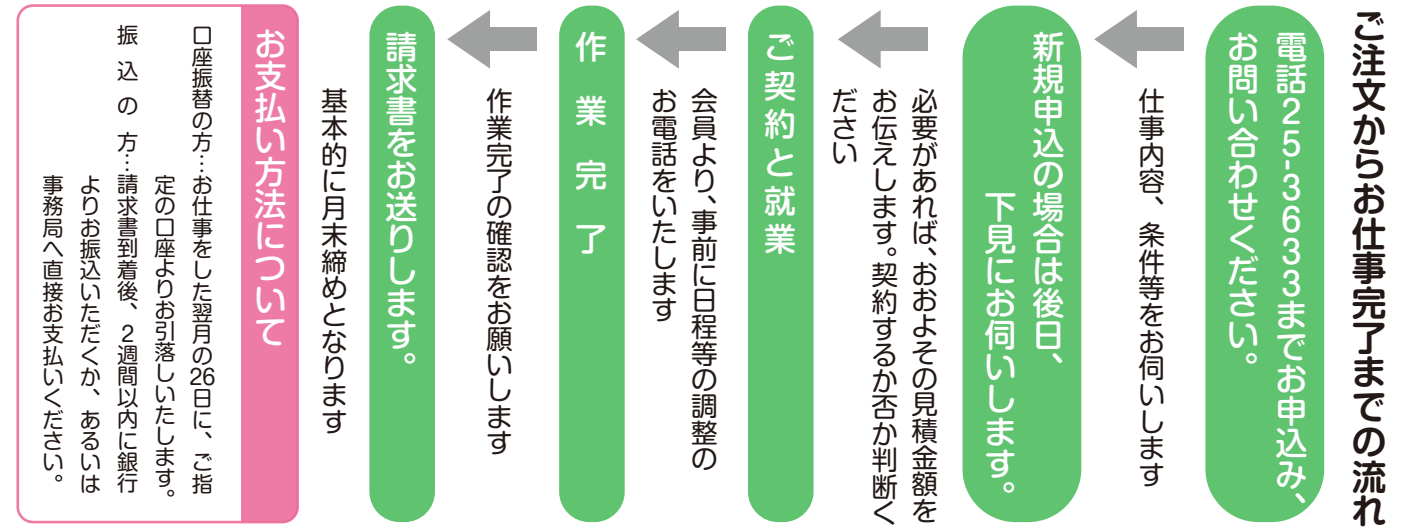 ご注文からお仕事完了までの流れ
電話25-3633までお申込み、
お問い合わせください。
仕事内容、条件等をお伺いします
新規申込の場合は後日、
下見にお伺いします。
必要があれば、おおよその見積金額を
お伝えします。契約するか否か判断く
ださい
ご契約と就業
会員より、事前に日程等の調整の
お電話をいたします
作業完了
作業完了の確認をお願いします
請求書をお送りします。
基本的に月末締めとなります
お支払い方法について
口座振替の方…お仕事をした翌月の26日に、ご指
定の口座よりお引落しいたします。
振込の方…請求書到着後、2週間以内に銀行
よりお振込いただくか、あるいは
事務局へ直接お支払いください。